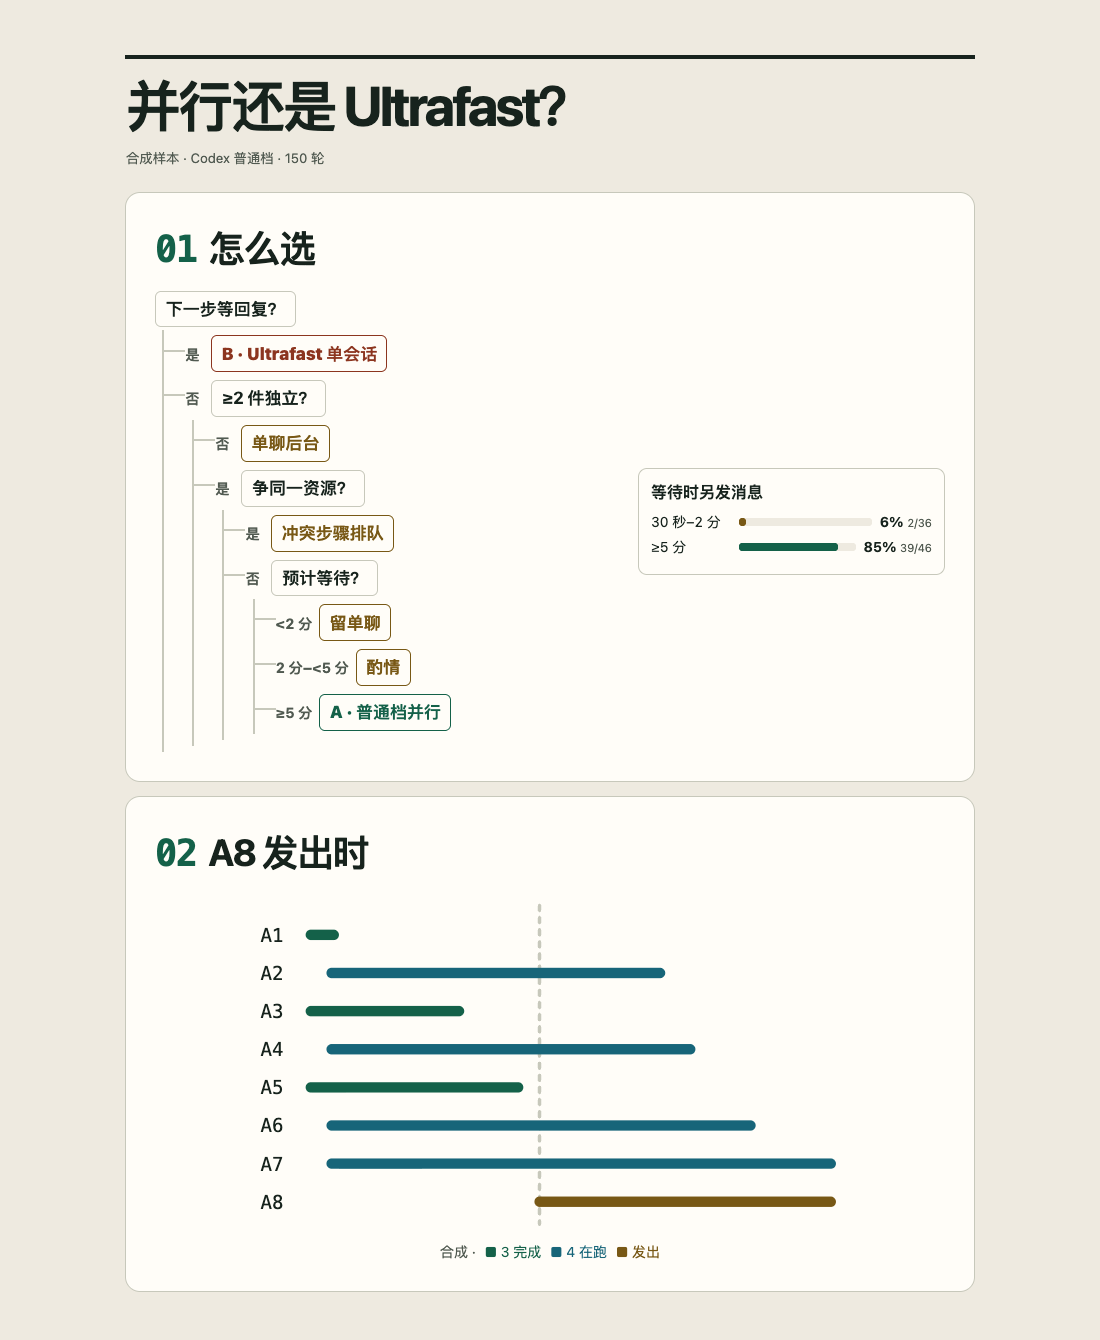 并行还是 Ultrafast?
合成样本 · Codex 普通档 · 150 轮
01 怎么选
下一步等回复?
是 B · Ultrafast 单会话
否 ≥2 件独立?
否 单聊后台
是 争同一资源?
是 冲突步骤排队
否 预计等待?
<2 分 留单聊
2 分–<5 分 酌情
≥5 分 A · 普通档并行
等待时另发消息
30 秒–2 分 6% 2/36
≥5 分 85% 39/46
02 A8 发出时
A1
A2
A3
A4
A5
A6
A7
A8
合成 · 3 完成 4 在跑 发出